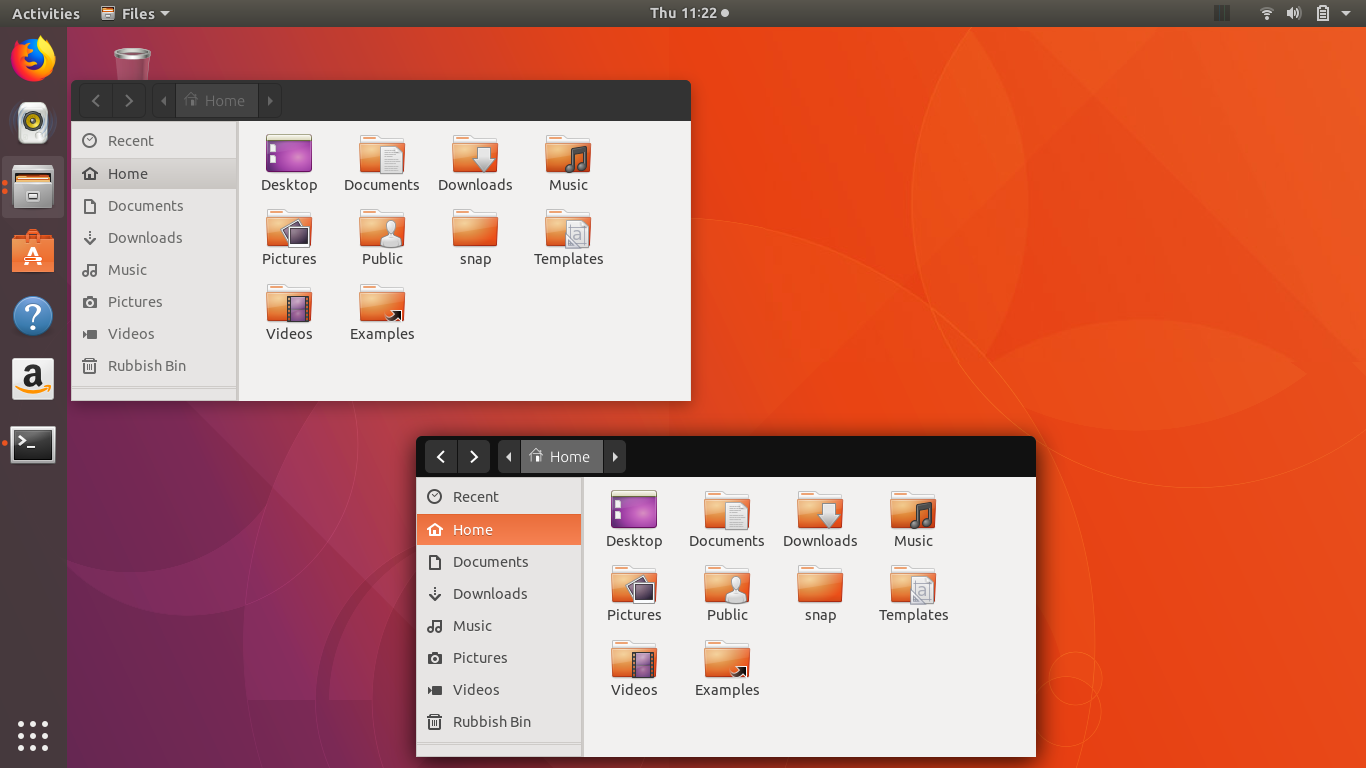 Activities Files Thu 11:22
Home
Recent
Home
Documents
Downloads
Music
Pictures
Videos
Rubbish Bin
Desktop Documents Downloads Music
Pictures Public snap Templates
Videos Examples
Home
Recent
Home
Documents
Downloads
Music
Pictures
Videos
Rubbish Bin
Desktop Documents Downloads Music
Pictures Public snap Templates
Videos Examples